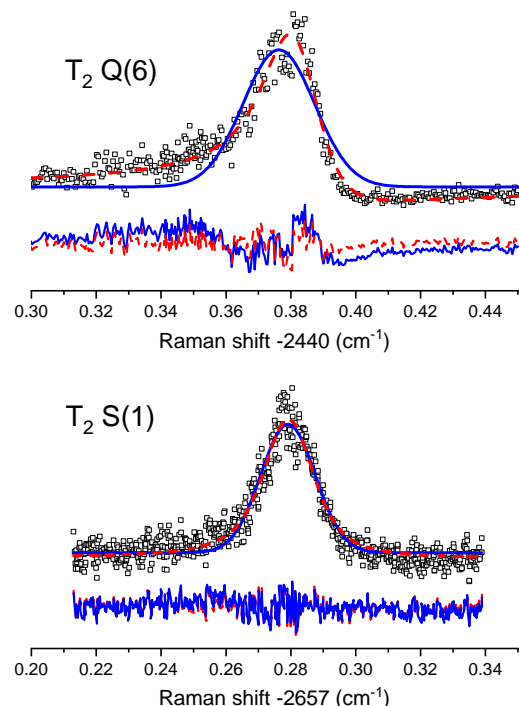 T₂ Q(6)
0.30 0.32 0.34 0.36 0.38 0.40 0.42 0.44
Raman shift -2440 (cm⁻¹)
T₂ S(1)
0.20 0.22 0.24 0.26 0.28 0.30 0.32 0.34
Raman shift -2657 (cm⁻¹)